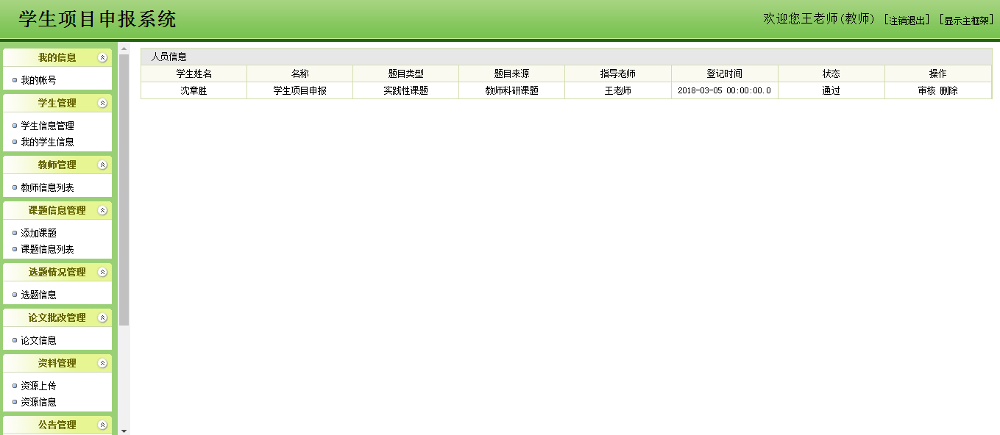 学生项目申报系统
欢迎您王老师(教师) [注销退出] [显示主框架]
我的信息
我的帐号
学生管理
学生信息管理
我的学生信息
教师管理
教师信息列表
课题信息管理
添加课题
课题信息列表
选题情况管理
选题信息
论文批改管理
论文信息
资料管理
资源上传
资源信息
公告管理
人员信息
学生姓名 名称 题目类型 题目来源 指导老师 登记时间 状态 操作
沈章胜 学生项目申报 实践性课题 教师科研课题 王老师 2018-03-05 00:00:00.0 通过 审核 删除